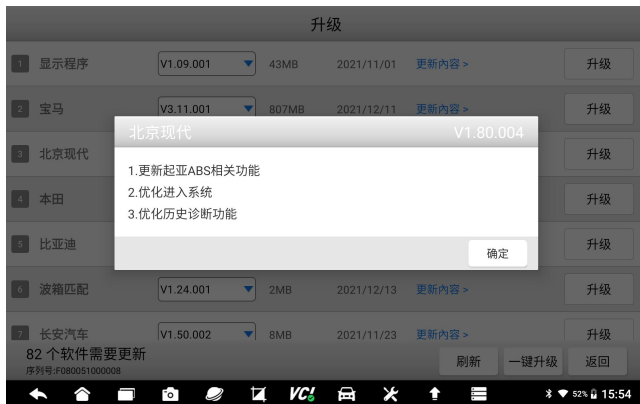 升级
1 显示程序 V1.09.001 43MB 2021/11/01 更新内容 > 升级
2 宝马 V3.11.001 807MB 2021/12/11 更新内容 > 升级
北京现代 V1.80.004
3 北京现代 升级
1.更新起亚ABS相关功能
2.优化进入系统
4 本田 升级
3.优化历史诊断功能
5 比亚迪 升级
确定
6 波箱匹配 V1.24.001 2MB 2021/12/13 更新内容 > 升级
7 长安汽车 V1.50.002 8MB 2021/11/23 更新内容 > 升级
82 个软件需要更新
序列号:F080051000008
刷新 一键升级 返回
VC! 52% 15:54